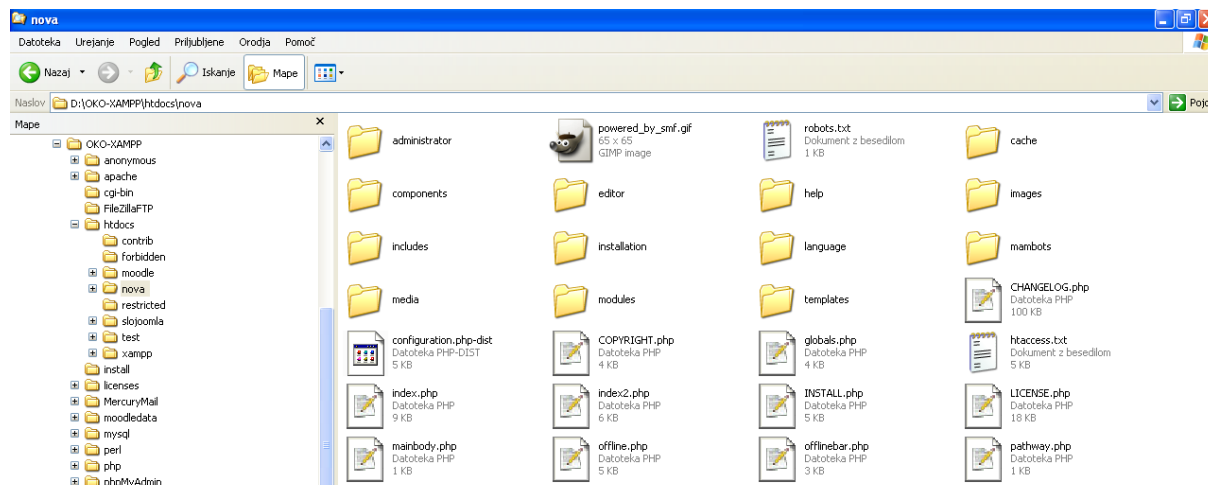 nova
Datoteka Urejanje Pogled Priljubljene Orodja Pomoč
Nazaj Iskanje Mape
Naslov D:\OKO-XAMPP\htdocs\nova
Mape
OKO-XAMPP
anonymous
apache
cgi-bin
FileZillaFTP
htdocs
contrib
forbidden
moodle
nova
restricted
slojoomla
test
xampp
install
licenses
MercuryMail
moodledata
mysql
perl
php
phpMyAdmin
administrator
powered_by_smf.gif
65 x 65
GIMP image
robots.txt
Dokument z besedilom
1 KB
cache
components
editor
help
images
includes
installation
language
mambots
media
modules
templates
CHANGELOG.php
Datoteka PHP
100 KB
configuration.php-dist
Datoteka PHP-DIST
5 KB
COPYRIGHT.php
Datoteka PHP
4 KB
globals.php
Datoteka PHP
4 KB
htaccess.txt
Dokument z besedilom
5 KB
index.php
Datoteka PHP
9 KB
index2.php
Datoteka PHP
6 KB
INSTALL.php
Datoteka PHP
5 KB
LICENSE.php
Datoteka PHP
18 KB
mainbody.php
Datoteka PHP
1 KB
offline.php
Datoteka PHP
5 KB
offlinebar.php
Datoteka PHP
3 KB
pathway.php
Datoteka PHP
1 KB